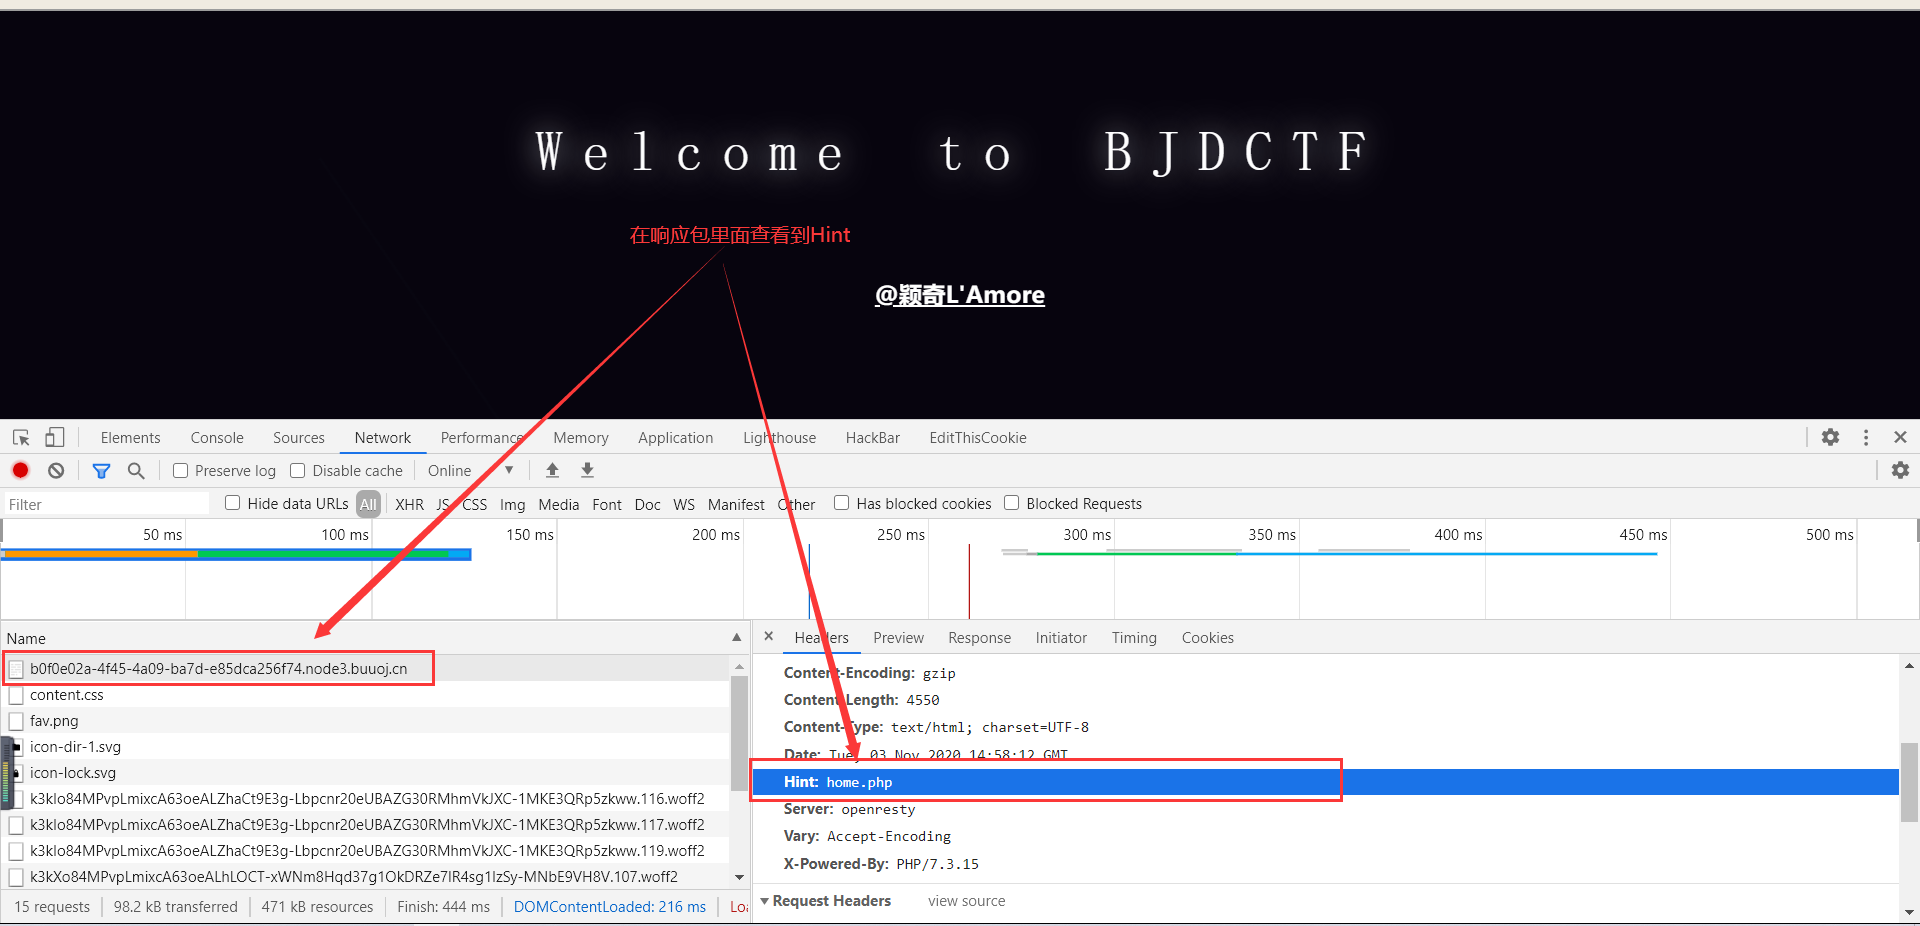 Welcome to BJDCTF
在响应包里面查看到Hint
@颖奇L'Amore
Elements Console Sources Network Performance Memory Application Lighthouse HackBar EditThisCookie
Preserve log Disable cache Online
Filter Hide data URLs All XHR JS CSS Img Media Font Doc WS Manifest Other Has blocked cookies Blocked Requests
50 ms 100 ms 150 ms 200 ms 250 ms 300 ms 350 ms 400 ms 450 ms 500 ms
Name
b0f0e02a-4f45-4a09-ba7d-e85dca256f74.node3.buuoj.cn
content.css
fav.png
icon-dir-1.svg
icon-lock.svg
k3kIo84MPvpLmixcA63oeALZhaCt9E3g-Lbpcnr20eUBAZG30RMhmVkJXC-1MKE3QRp5zkww.116.woff2
k3kIo84MPvpLmixcA63oeALZhaCt9E3g-Lbpcnr20eUBAZG30RMhmVkJXC-1MKE3QRp5zkww.117.woff2
k3kIo84MPvpLmixcA63oeALZhaCt9E3g-Lbpcnr20eUBAZG30RMhmVkJXC-1MKE3QRp5zkww.119.woff2
k3kXo84MPvpLmixcA63oeALhLOCT-xWNm8Hqd37g1OkDRZe7lR4sg1IzSy-MNbE9VH8V.107.woff2
15 requests 98.2 kB transferred 471 kB resources Finish: 444 ms DOMContentLoaded: 216 ms Loa
Headers Preview Response Initiator Timing Cookies
Content-Encoding: gzip
Content-Length: 4550
Content-Type: text/html; charset=UTF-8
Date: Tue, 03 Nov 2020 14:58:12 GMT
Hint: home.php
Server: openresty
Vary: Accept-Encoding
X-Powered-By: PHP/7.3.15
Request Headers view source